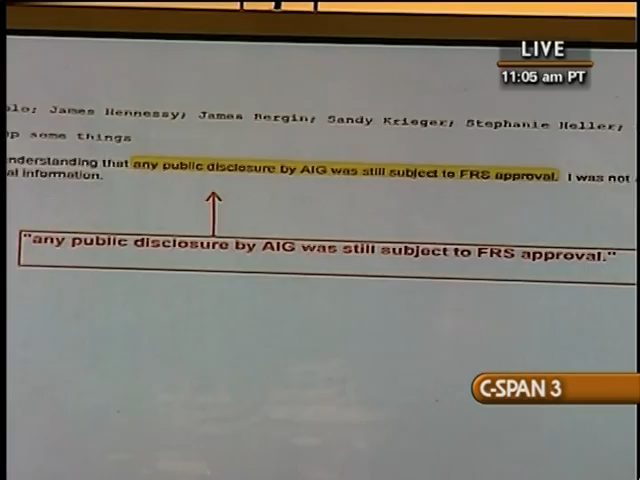 LIVE
11:05 am PT
James Hennessy; James Bergin; Sandy Krieger; Stephanie Heller;
some things
any public disclosure by AIG was still subject to FRS approval. I was not
information.
"any public disclosure by AIG was still subject to FRS approval."
C-SPAN 3